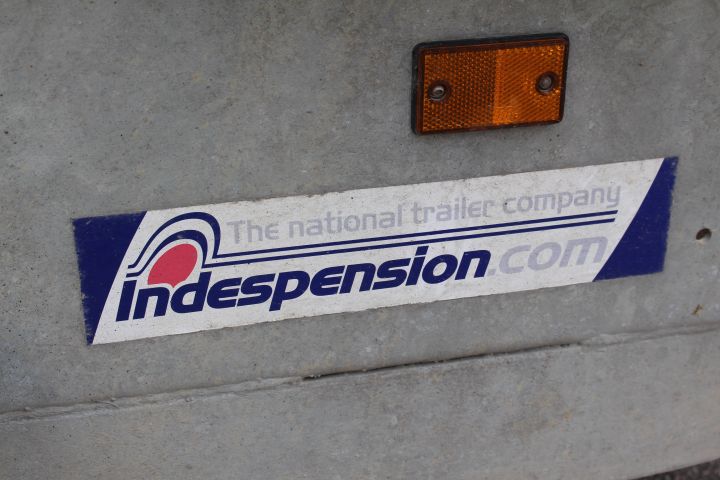 The national trailer company
Indespension.com